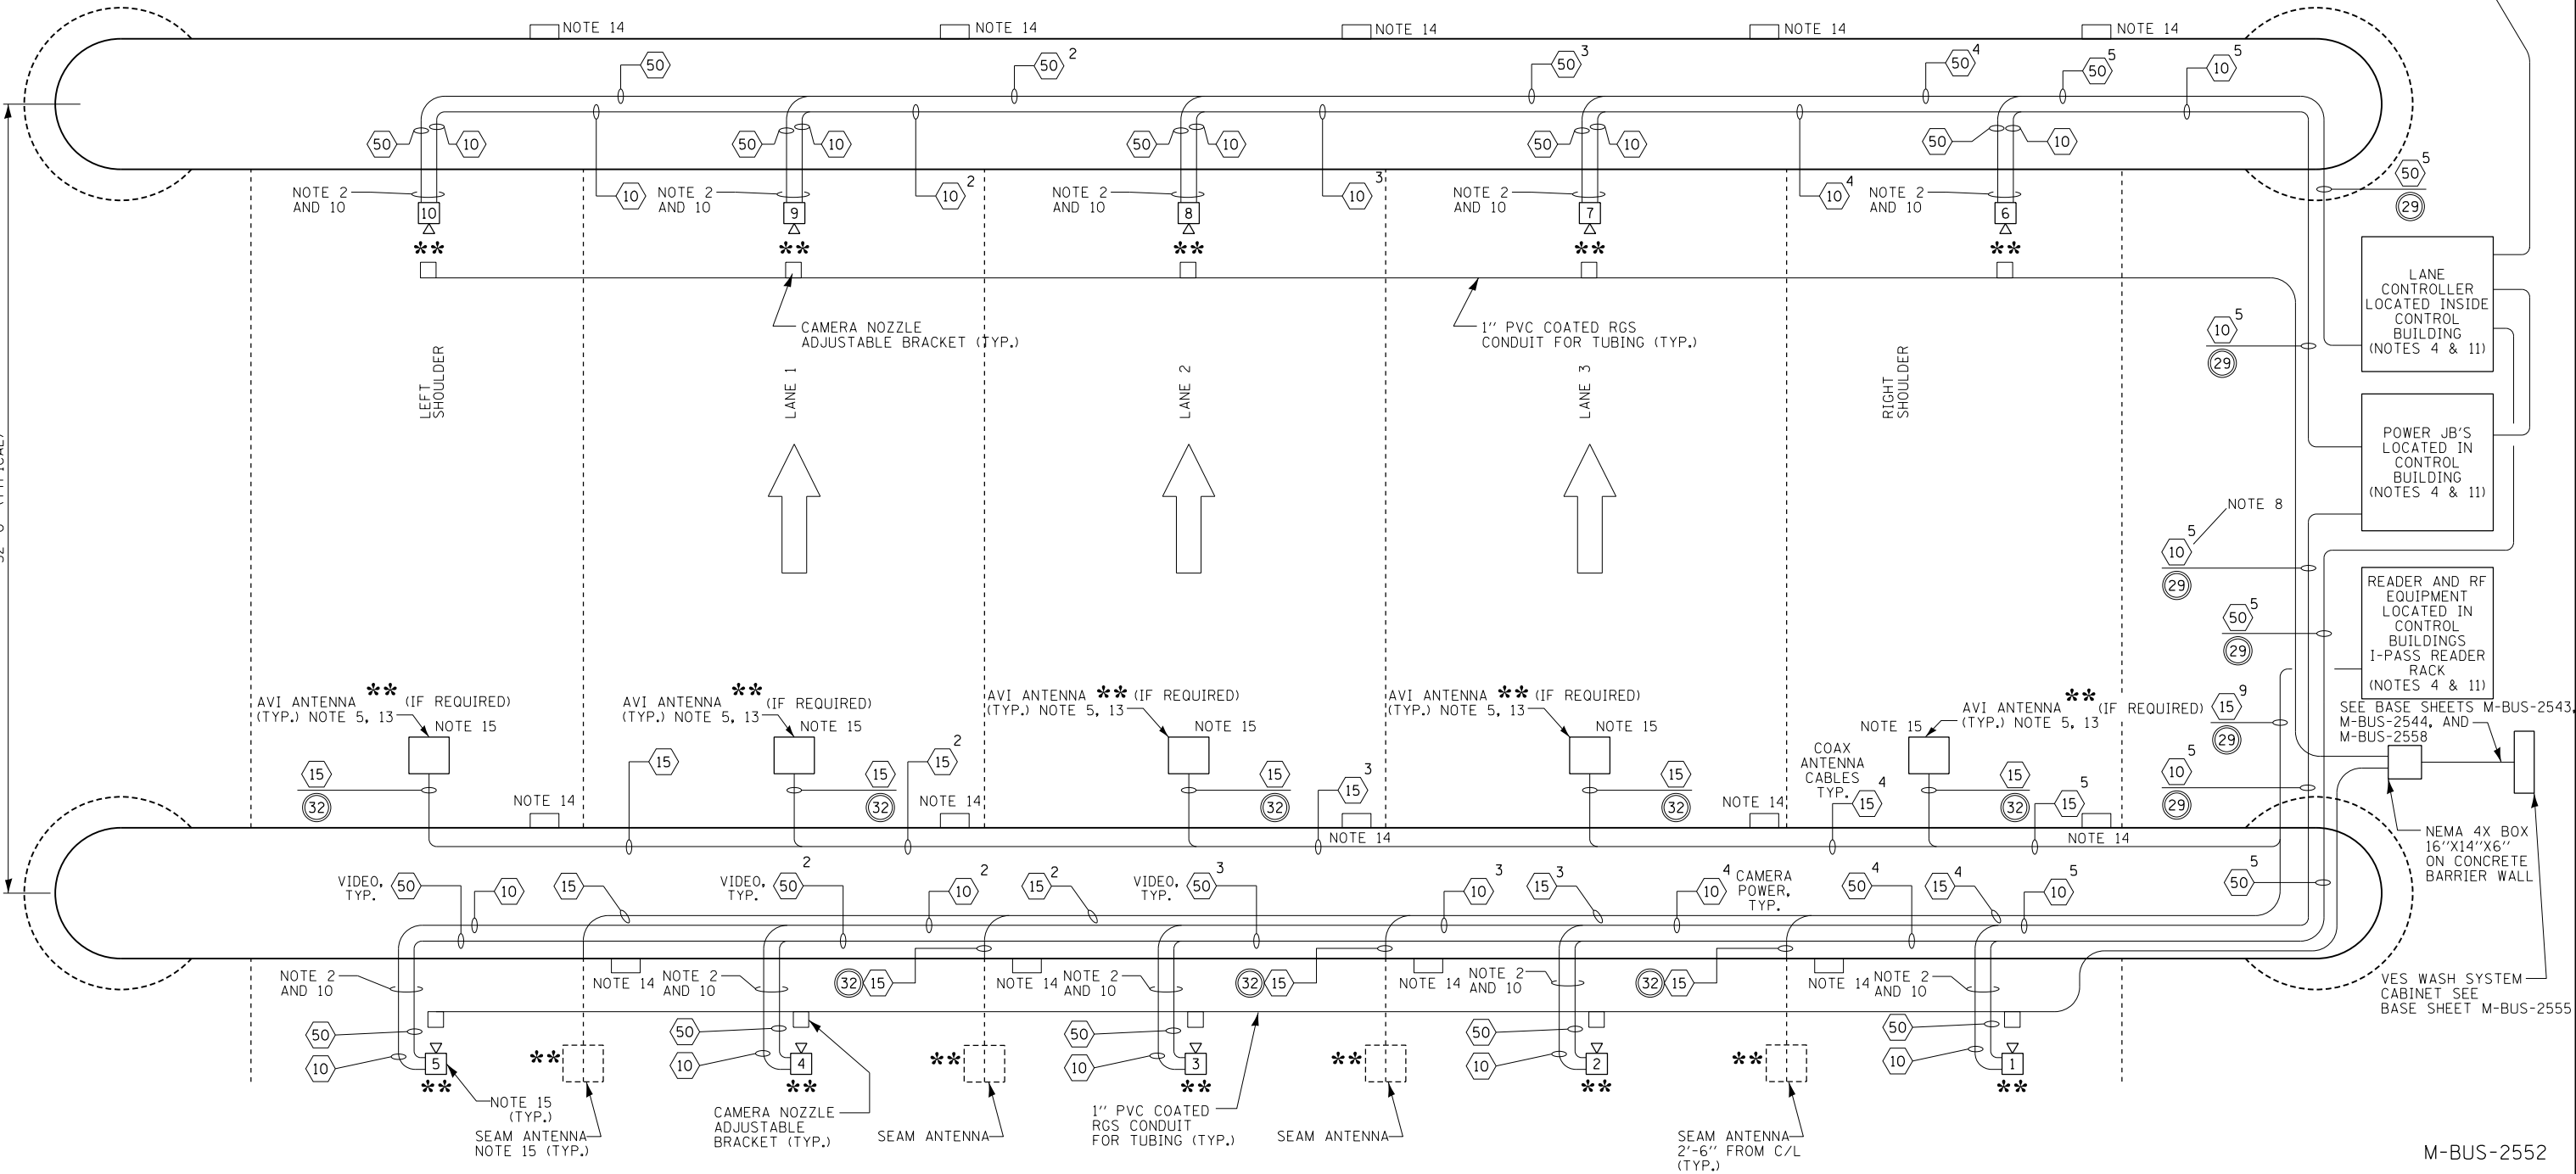 NOTE 14
NOTE 14
NOTE 14
NOTE 14
NOTE 14
50
50 2
50 3
50 4
50 5
10 5
50
10
50
10
50
10
50
10
50
10
NOTE 2
AND 10
10
NOTE 2
AND 10
10 2
NOTE 2
AND 10
10 3
NOTE 2
AND 10
10 4
NOTE 2
AND 10
50 5
29
10
9
8
7
6
**
**
**
**
**
CAMERA NOZZLE
ADJUSTABLE BRACKET (TYP.)
1" PVC COATED RGS
CONDUIT FOR TUBING (TYP.)
10 5
29
LANE
CONTROLLER
LOCATED INSIDE
CONTROL
BUILDING
(NOTES 4 & 11)
LEFT
SHOULDER
LANE 1
LANE 2
LANE 3
RIGHT
SHOULDER
POWER JB'S
LOCATED IN
CONTROL
BUILDING
(NOTES 4 & 11)
NOTE 8
10 5
29
50 5
29
READER AND RF
EQUIPMENT
LOCATED IN
CONTROL
BUILDINGS
I-PASS READER
RACK
(NOTES 4 & 11)
AVI ANTENNA ** (IF REQUIRED)
(TYP.) NOTE 5, 13
NOTE 15
AVI ANTENNA ** (IF REQUIRED)
(TYP.) NOTE 5, 13
NOTE 15
AVI ANTENNA ** (IF REQUIRED)
(TYP.) NOTE 5, 13
NOTE 15
AVI ANTENNA ** (IF REQUIRED)
(TYP.) NOTE 5, 13
NOTE 15
NOTE 15
AVI ANTENNA ** (IF REQUIRED)
(TYP.) NOTE 5, 13
15 9
29
SEE BASE SHEETS M-BUS-2543,
M-BUS-2544, AND
M-BUS-2558
15
32
15
15
32
15 2
15
32
15 3
15
32
COAX
ANTENNA
CABLES
TYP.
15 4
15
32
15 5
10 5
29
NOTE 14
NOTE 14
NOTE 14
NOTE 14
NOTE 14
NEMA 4X BOX
16"X14"X6"
ON CONCRETE
BARRIER WALL
VIDEO,
TYP.
50
10
15
VIDEO,
TYP.
50 2
10 2
15 2
VIDEO,
TYP.
50 3
10 3
15 3
10 4
CAMERA
POWER,
TYP.
50 4
15 4
10 5
50 5
NOTE 2
AND 10
NOTE 14
NOTE 2
AND 10
32
15
NOTE 14
NOTE 2
AND 10
32
15
NOTE 14
NOTE 2
AND 10
32
15
NOTE 14
NOTE 2
AND 10
VES WASH SYSTEM
CABINET SEE
BASE SHEET M-BUS-2555
50
10
50
10
50
10
50
10
50
10
5
**
4
**
3
**
2
**
1
**
**
**
**
**
NOTE 15
(TYP.)
SEAM ANTENNA
NOTE 15 (TYP.)
CAMERA NOZZLE
ADJUSTABLE
BRACKET (TYP.)
SEAM ANTENNA
1" PVC COATED
RGS CONDUIT
FOR TUBING (TYP.)
SEAM ANTENNA
SEAM ANTENNA
2'-6" FROM C/L
(TYP.)
M-BUS-2552